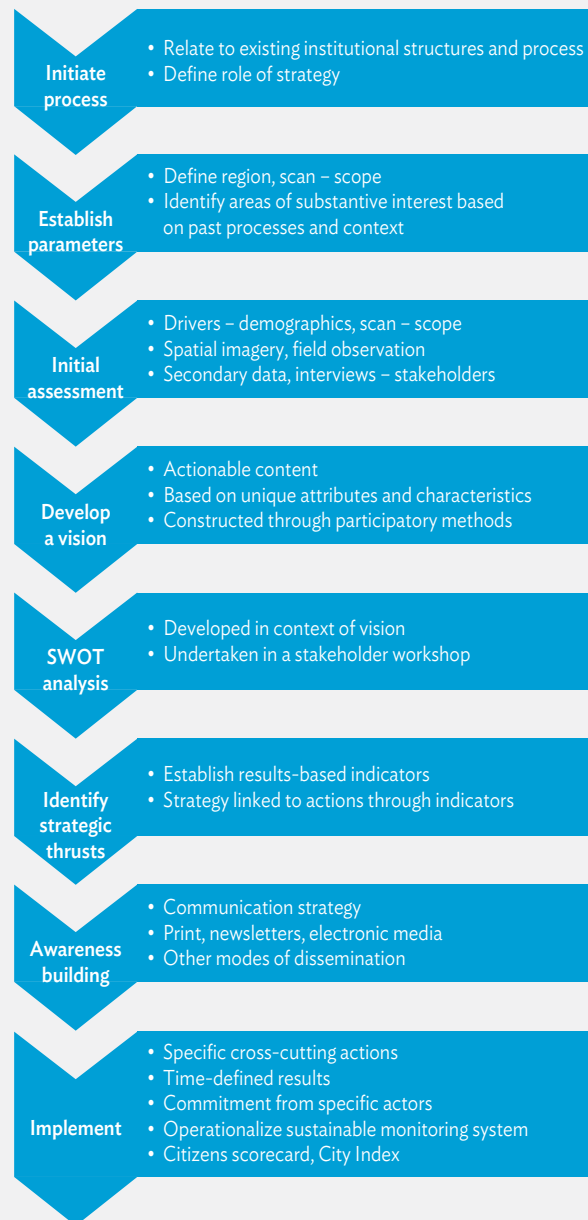 Initiate
process
• Relate to existing institutional structures and process
• Define role of strategy
Establish
parameters
• Define region, scan – scope
• Identify areas of substantive interest based
on past processes and context
Initial
assessment
• Drivers – demographics, scan – scope
• Spatial imagery, field observation
• Secondary data, interviews – stakeholders
Develop
a vision
• Actionable content
• Based on unique attributes and characteristics
• Constructed through participatory methods
SWOT
analysis
• Developed in context of vision
• Undertaken in a stakeholder workshop
Identify
strategic
thrusts
• Establish results-based indicators
• Strategy linked to actions through indicators
Awareness
building
• Communication strategy
• Print, newsletters, electronic media
• Other modes of dissemination
Implement
• Specific cross-cutting actions
• Time-defined results
• Commitment from specific actors
• Operationalize sustainable monitoring system
• Citizens scorecard, City Index